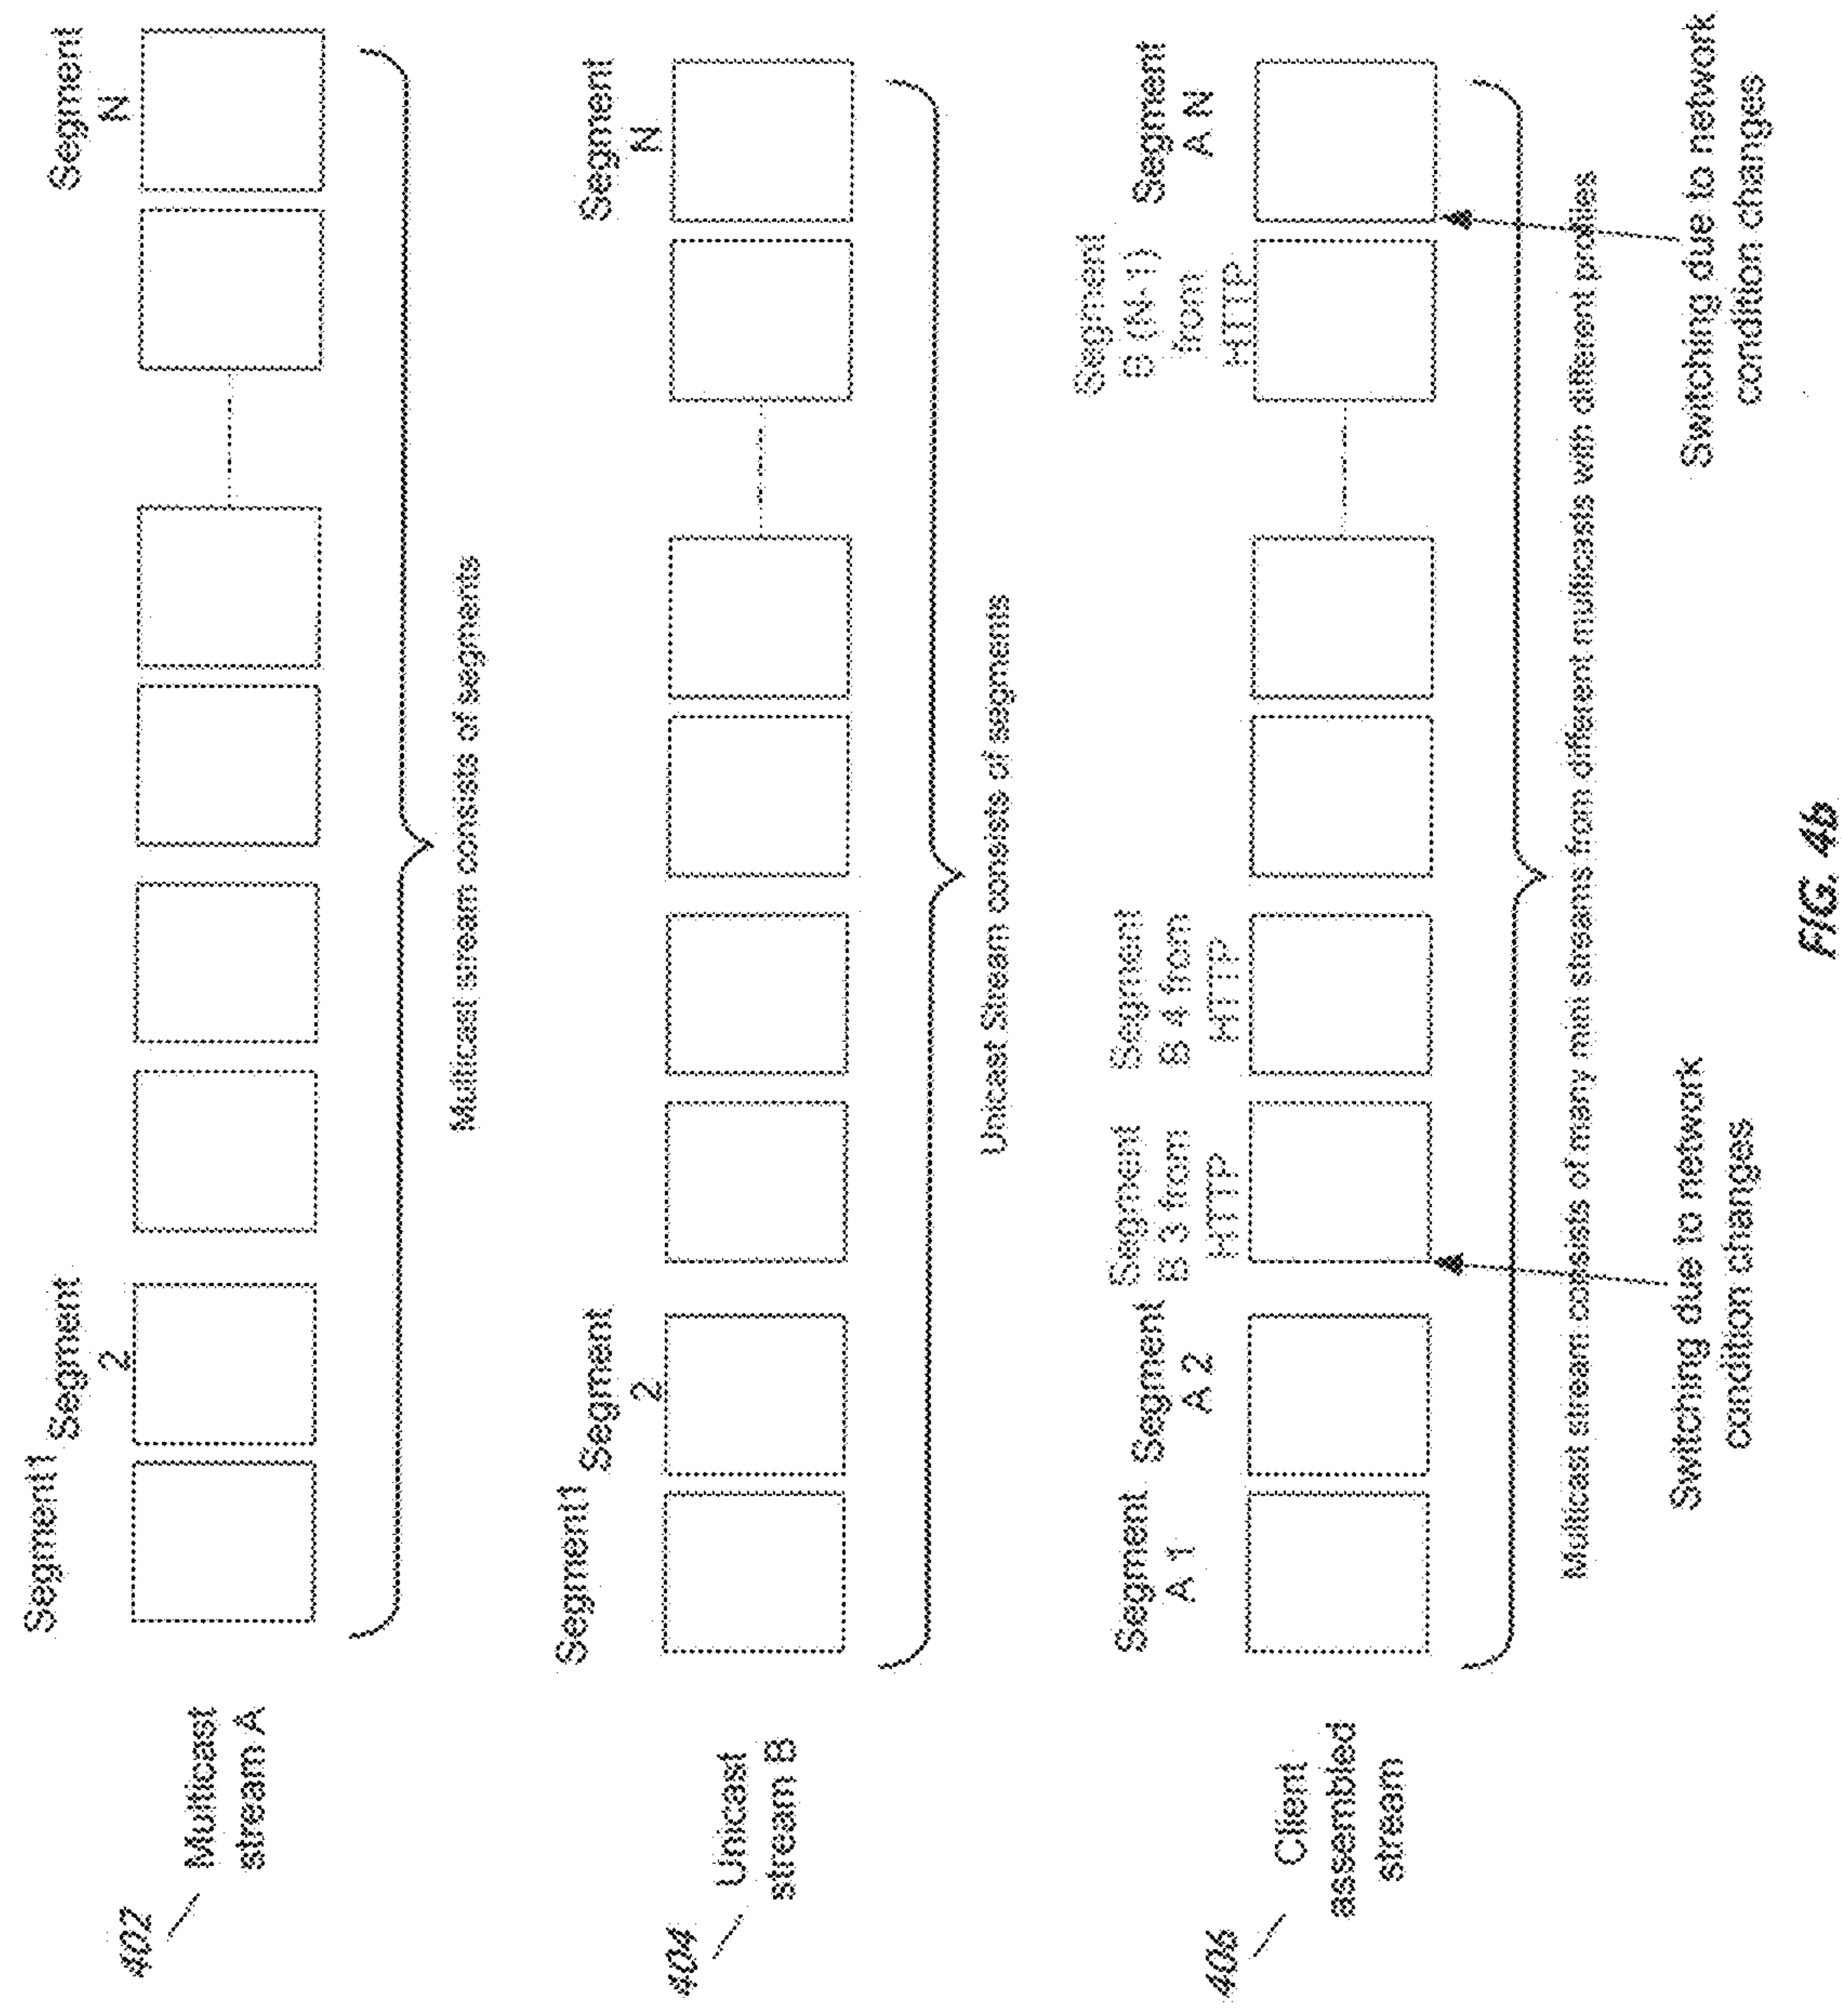 402
Multicast
stream A
Segment1
Segment
2
Segment
N
Multicast stream consists of segments
404
Unicast
stream B
Segment1
Segment
2
Segment
N
Unicast Stream consists of segments
406
Client
assembled
stream
Segment
A 1
Segment
A 2
Segment
B 3 from
HTTP
Segment
B 4 from
HTTP
Segment
B (N-1)
from
HTTP
Segment
A N
Multicast stream consists of many mini streams from different multicasts with different profiles
Switching due to network
condition changes
Switching due to network
condition changes
FIG. 4b